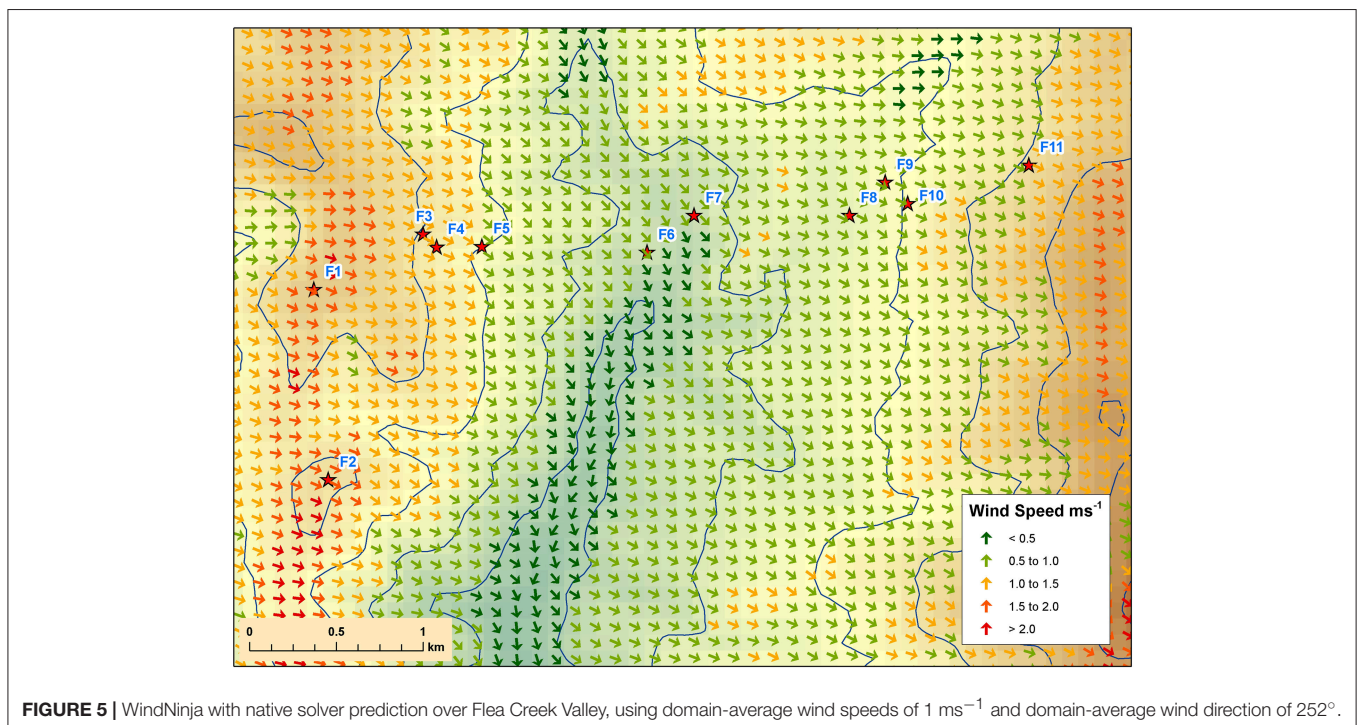 F11
F9
F10
F8
F7
F3
F4
F5
F6
F1
F2
Wind Speed ms-1
< 0.5
0.5 to 1.0
1.0 to 1.5
1.5 to 2.0
> 2.0
0 0.5 1
km
FIGURE 5 | WindNinja with native solver prediction over Flea Creek Valley, using domain-average wind speeds of 1 ms−1 and domain-average wind direction of 252°.